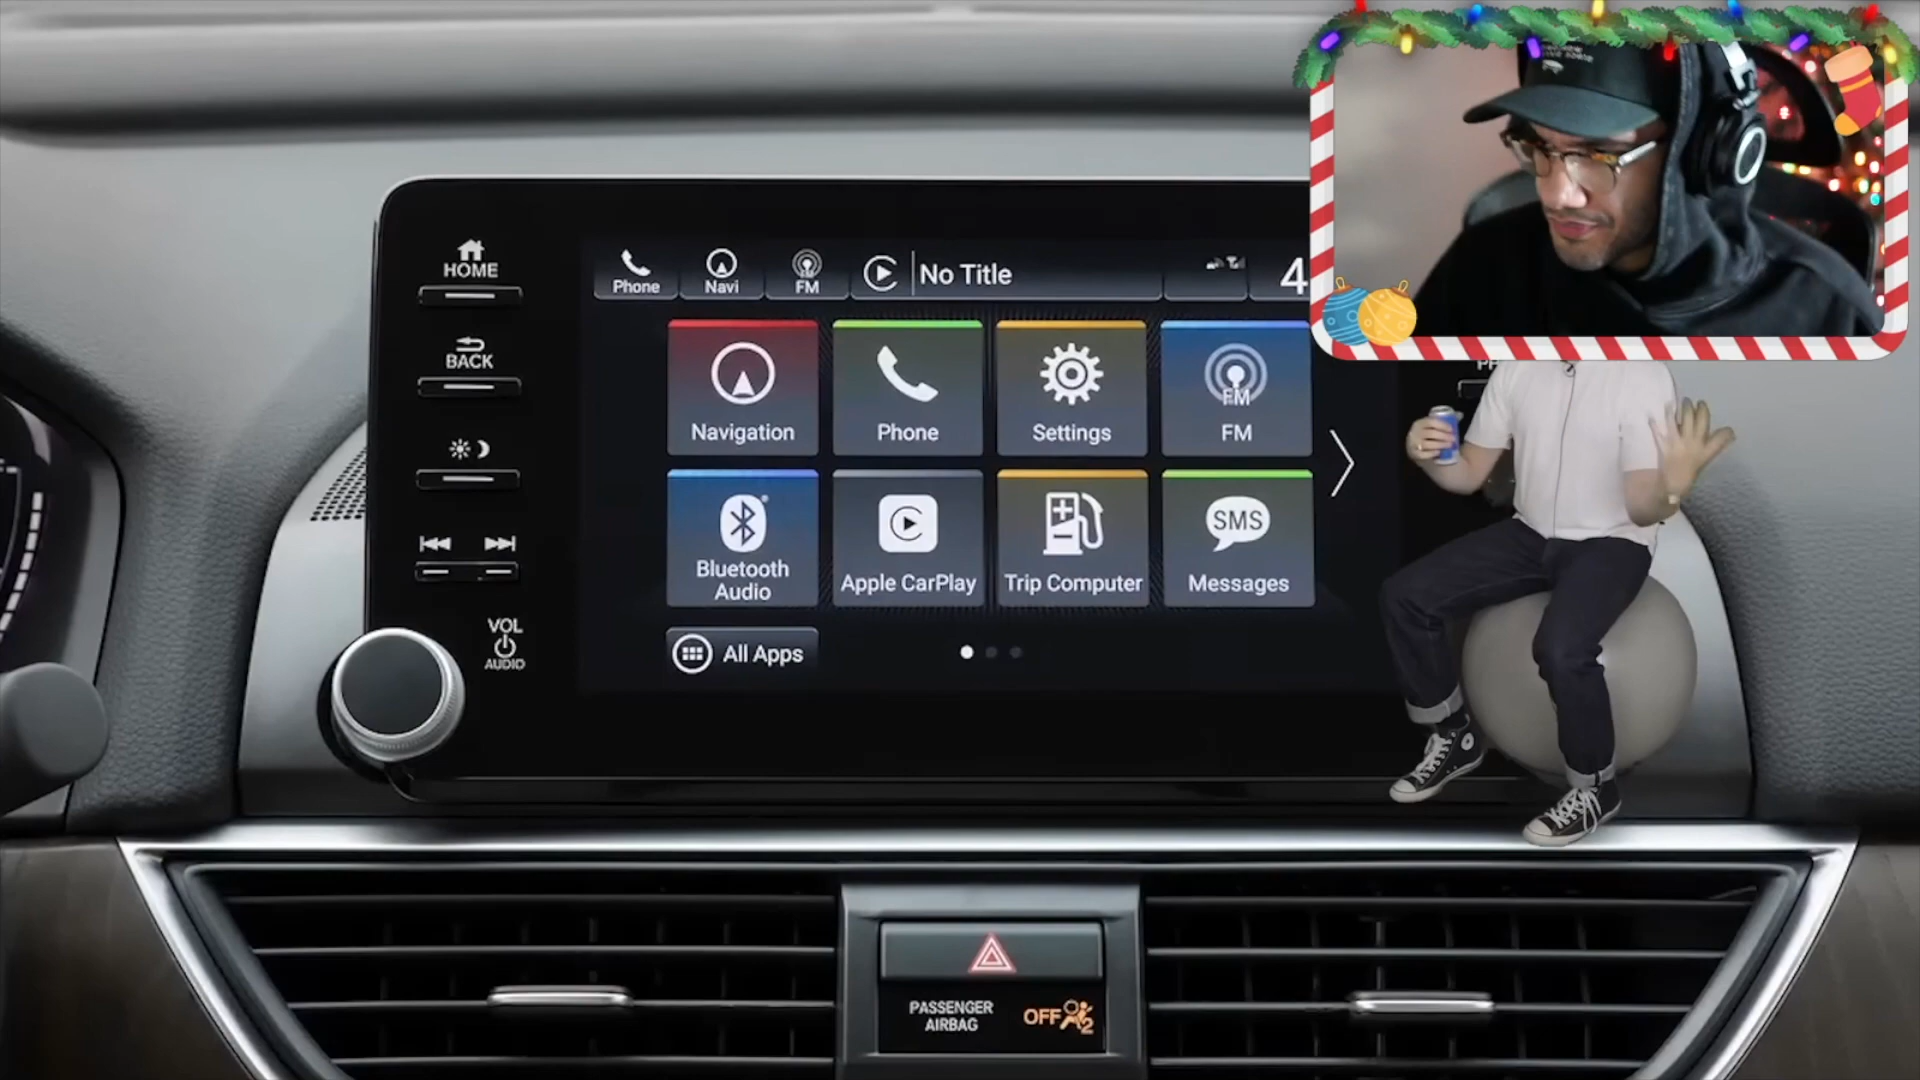 HOME
BACK
VOL
AUDIO
Phone
Navi
FM
No Title
4
Navigation
Phone
Settings
FM
FM
Bluetooth
Audio
Apple CarPlay
Trip Computer
SMS
Messages
All Apps
PASSENGER
AIRBAG
OFF
2